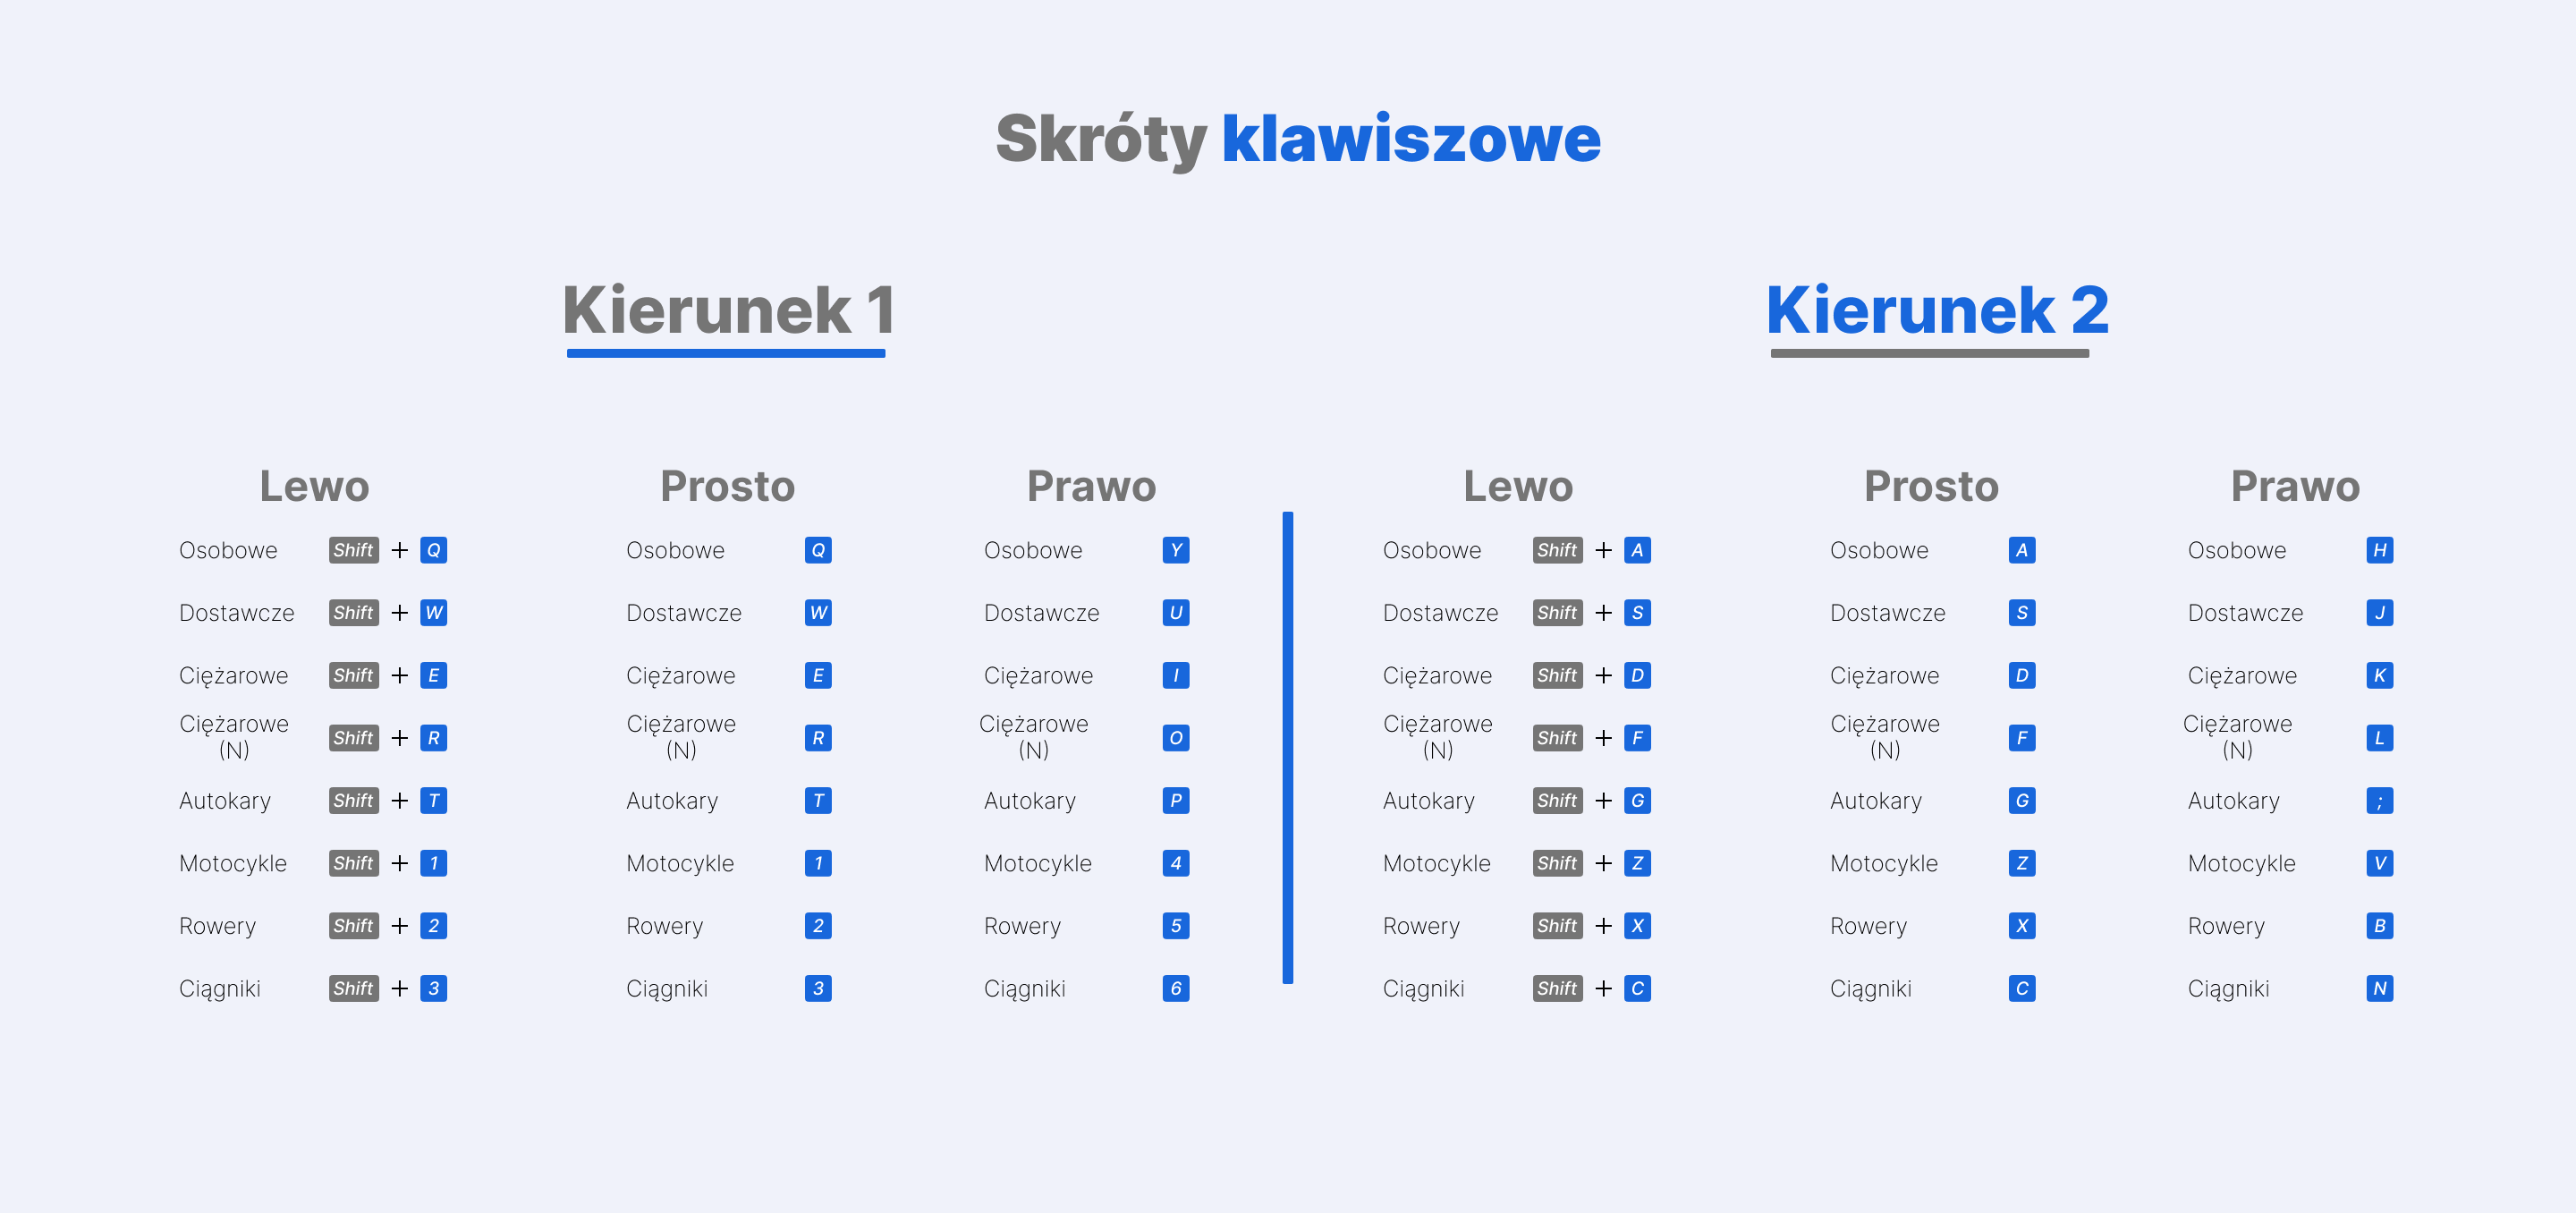 Skróty klawiszowe
Kierunek 1
Lewo
Osobowe Shift + Q
Dostawcze Shift + W
Ciężarowe Shift + E
Ciężarowe
(N) Shift + R
Autokary Shift + T
Motocykle Shift + 1
Rowery Shift + 2
Ciągniki Shift + 3
Prosto
Osobowe Q
Dostawcze W
Ciężarowe E
Ciężarowe
(N) R
Autokary T
Motocykle 1
Rowery 2
Ciągniki 3
Prawo
Osobowe Y
Dostawcze U
Ciężarowe I
Ciężarowe
(N) O
Autokary P
Motocykle 4
Rowery 5
Ciągniki 6
Kierunek 2
Lewo
Osobowe Shift + A
Dostawcze Shift + S
Ciężarowe Shift + D
Ciężarowe
(N) Shift + F
Autokary Shift + G
Motocykle Shift + Z
Rowery Shift + X
Ciągniki Shift + C
Prosto
Osobowe A
Dostawcze S
Ciężarowe D
Ciężarowe
(N) F
Autokary G
Motocykle Z
Rowery X
Ciągniki C
Prawo
Osobowe H
Dostawcze J
Ciężarowe K
Ciężarowe
(N) L
Autokary ;
Motocykle V
Rowery B
Ciągniki N